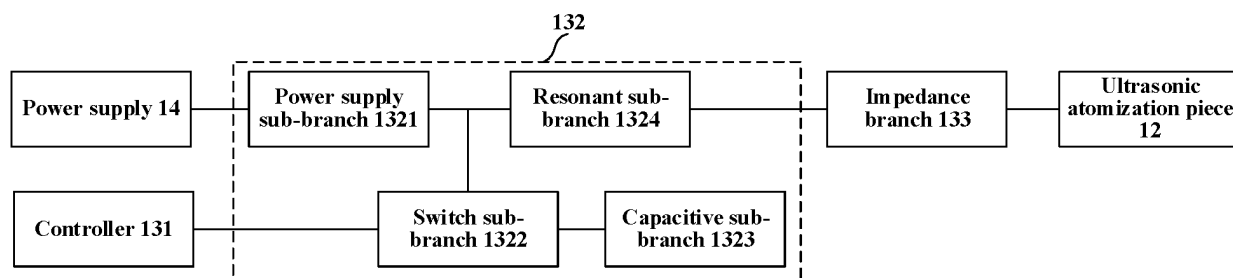 132
Power supply 14
Power supply
sub-branch 1321
Resonant sub-
branch 1324
Impedance
branch 133
Ultrasonic
atomization piece
12
Controller 131
Switch sub-
branch 1322
Capacitive sub-
branch 1323